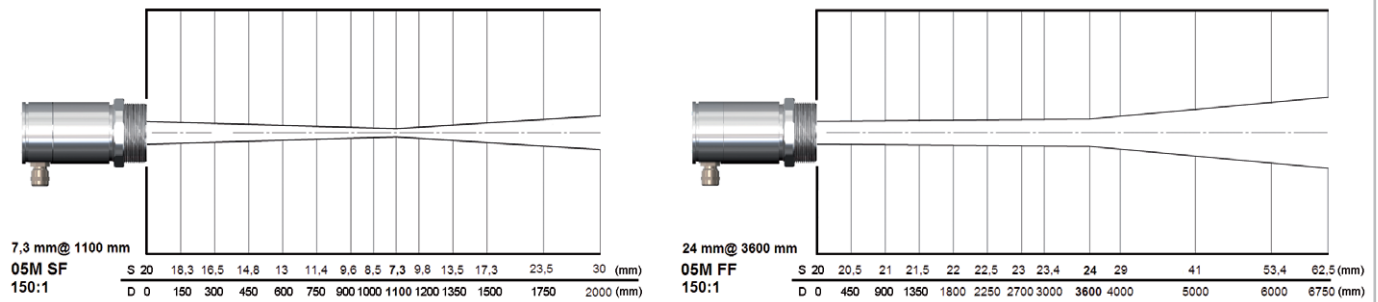 7,3 mm@ 1100 mm
05M SF
150:1
S 20 18,3 16,5 14,8 13 11,4 9,6 8,5 7,3 9,8 13,5 17,3 23,5 30 (mm)
D 0 150 300 450 600 750 900 1000 1100 1200 1350 1500 1750 2000 (mm)
24 mm@ 3600 mm
05M FF
150:1
S 20 20,5 21 21,5 22 22,5 23 23,4 24 29 41 53,4 62,5 (mm)
D 0 450 900 1350 1800 2250 2700 3000 3600 4000 5000 6000 6750 (mm)